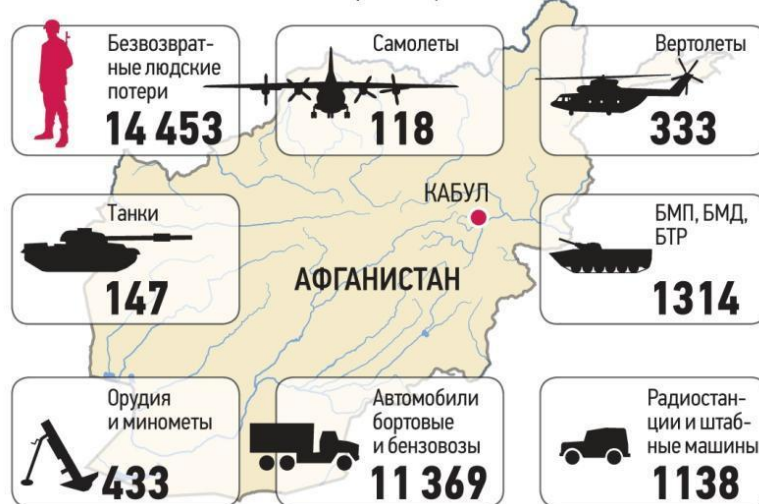 Безвозврат-
ные людские
потери
14 453
Самолеты
118
Вертолеты
333
Танки
147
КАБУЛ
АФГАНИСТАН
БМП, БМД,
БТР
1314
Орудия
и минометы
433
Автомобили
бортовые
и бензовозы
11 369
Радиостан-
ции и штаб-
ные машины
1138